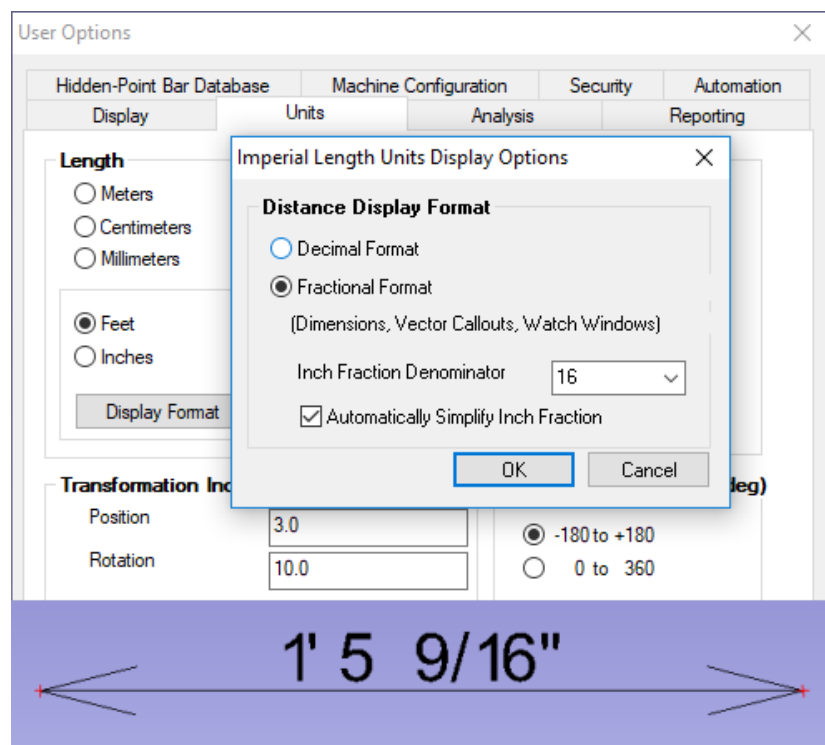 User Options
Hidden-Point Bar Database Machine Configuration Security Automation
Display Units Analysis Reporting
Length
Meters
Centimeters
Millimeters
Feet
Inches
Display Format
Imperial Length Units Display Options
Distance Display Format
Decimal Format
Fractional Format
(Dimensions, Vector Callouts, Watch Windows)
Inch Fraction Denominator 16
Automatically Simplify Inch Fraction
OK Cancel
Transformation Inc deg)
Position 3.0
Rotation 10.0
-180 to +180
0 to 360
1' 5 9/16"